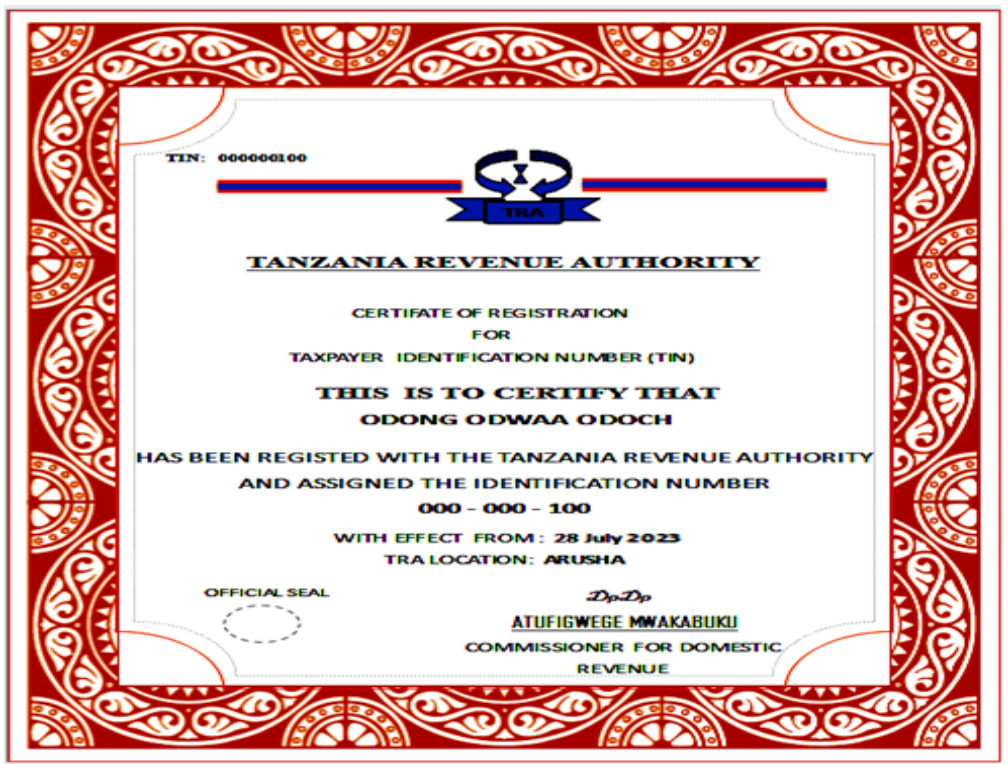 TIN: 000000100
TRA
TANZANIA REVENUE AUTHORITY
CERTIFATE OF REGISTRATION
FOR
TAXPAYER IDENTIFICATION NUMBER (TIN)
THIS IS TO CERTIFY THAT
ODONG ODWAA ODOCH
HAS BEEN REGISTED WITH THE TANZANIA REVENUE AUTHORITY
AND ASSIGNED THE IDENTIFICATION NUMBER
000 - 000 - 100
WITH EFFECT FROM : 28 July 2023
TRA LOCATION: ARUSHA
OFFICIAL SEAL
DpDp
ATUFIGWEGE MWAKABUKU
COMMISSIONER FOR DOMESTIC
REVENUE